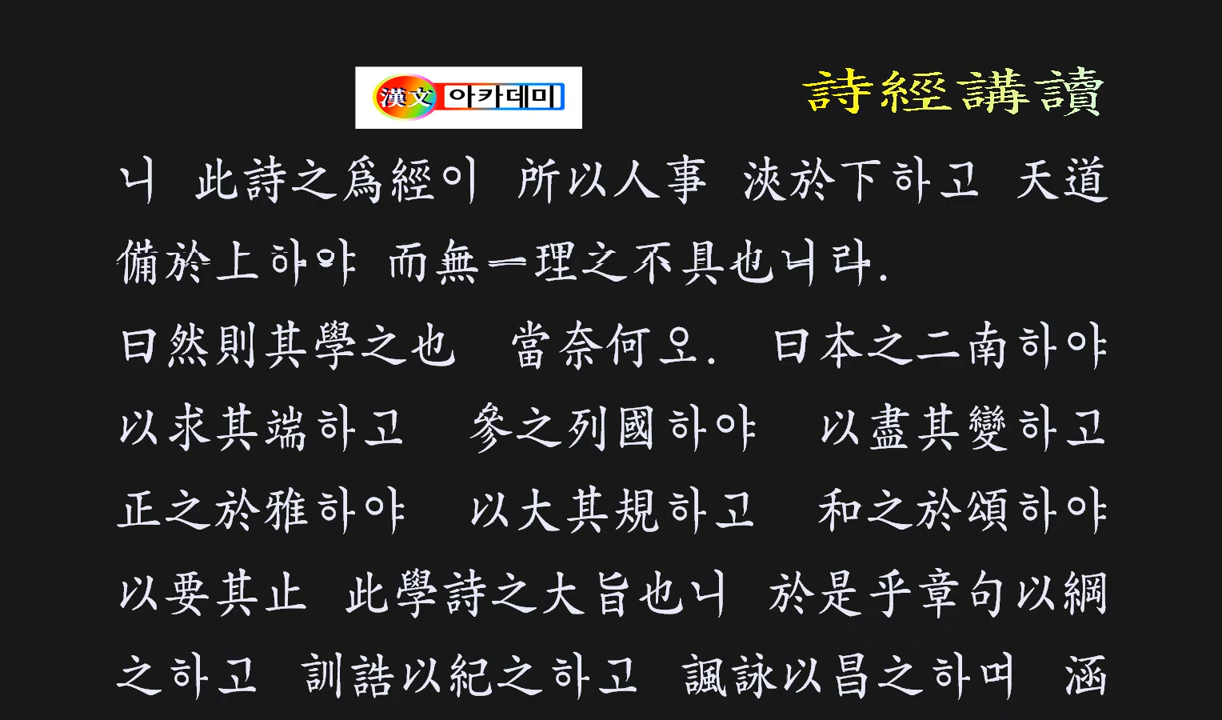 漢文 아카데미
詩經講讀
니 此詩之爲經이 所以人事 浹於下하고 天道
備於上하야 而無一理之不具也니라.
曰然則其學之也 當奈何오. 曰本之二南하야
以求其端하고 參之列國하야 以盡其變하고
正之於雅하야 以大其規하고 和之於頌하야
以要其止 此學詩之大旨也니 於是乎章句以綱
之하고 訓誥以紀之하고 諷詠以昌之하며 涵